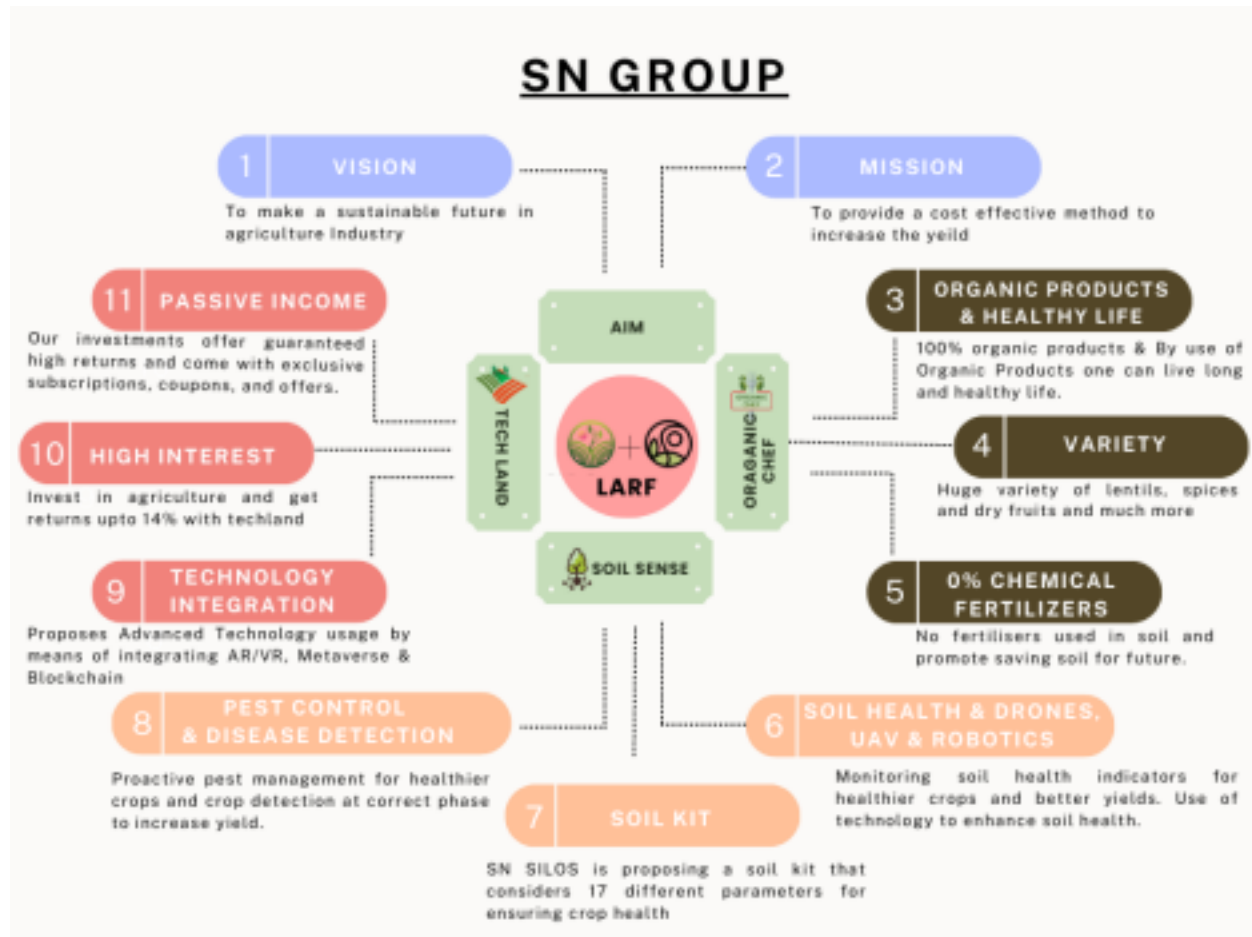 SN GROUP
1 VISION
To make a sustainable future in
agriculture Industry
2 MISSION
To provide a cost effective method to
increase the yeild
11 PASSIVE INCOME
Our investments offer guaranteed
high returns and come with exclusive
subscriptions, coupons, and offers.
3 ORGANIC PRODUCTS
& HEALTHY LIFE
100% organic products & By use of
Organic Products one can live long
and healthy life.
AIM
TECH LAND
LARF
ORAGANIC
CHEF
SOIL SENSE
10 HIGH INTEREST
Invest in agriculture and get
returns upto 14% with techland
4 VARIETY
Huge variety of lentils, spices
and dry fruits and much more
9 TECHNOLOGY
INTEGRATION
Proposes Advanced Technology usage by
means of integrating AR/VR, Metaverse &
Blockchain
5 0% CHEMICAL
FERTILIZERS
No fertilisers used in soil and
promote saving soil for future.
8 PEST CONTROL
& DISEASE DETECTION
Proactive pest management for healthier
crops and crop detection at correct phase
to increase yield.
6 SOIL HEALTH & DRONES,
UAV & ROBOTICS
Monitoring soil health indicators for
healthier crops and better yields. Use of
technology to enhance soil health.
7 SOIL KIT
SN SILOS is proposing a soil kit that
considers 17 different parameters for
ensuring crop health